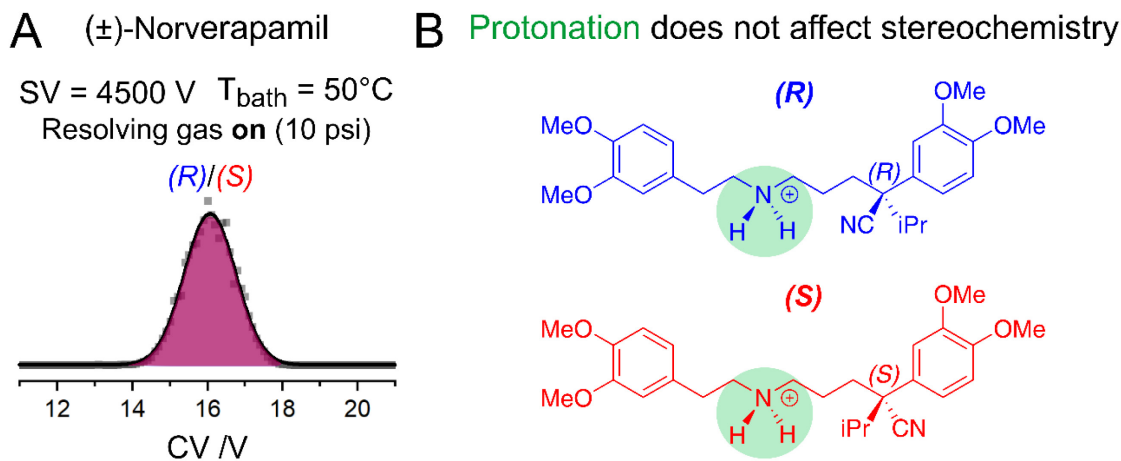 A (±)-Norverapamil
SV = 4500 V T_bath = 50°C
Resolving gas on (10 psi)
(R)/(S)
12 14 16 18 20
CV /V
B Protonation does not affect stereochemistry
(R)
OMe
MeO
OMe
MeO
(R)
N ⊕
H H
NC iPr
(S)
OMe
MeO
OMe
MeO
(S)
N ⊕
H H
iPr CN